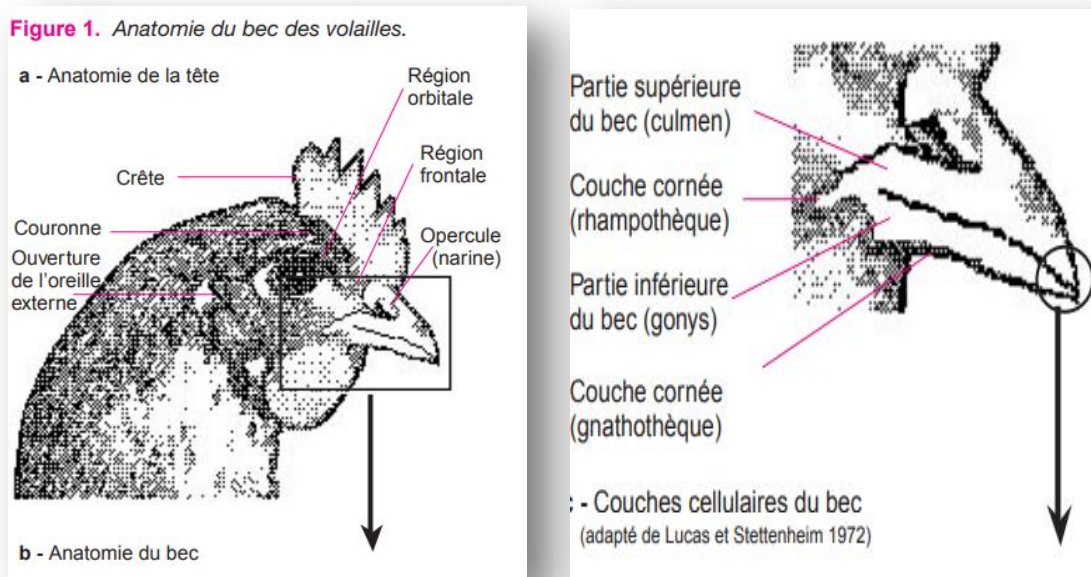 Figure 1. Anatomie du bec des volailles.
a - Anatomie de la tête
Région
orbitale
Région
frontale
Crête
Couronne
Opercule
(narine)
Ouverture
de l'oreille
externe
b - Anatomie du bec
Partie supérieure
du bec (culmen)
Couche cornée
(rhampothèque)
Partie inférieure
du bec (gonys)
Couche cornée
(gnathothèque)
- Couches cellulaires du bec
(adapté de Lucas et Stettenheim 1972)